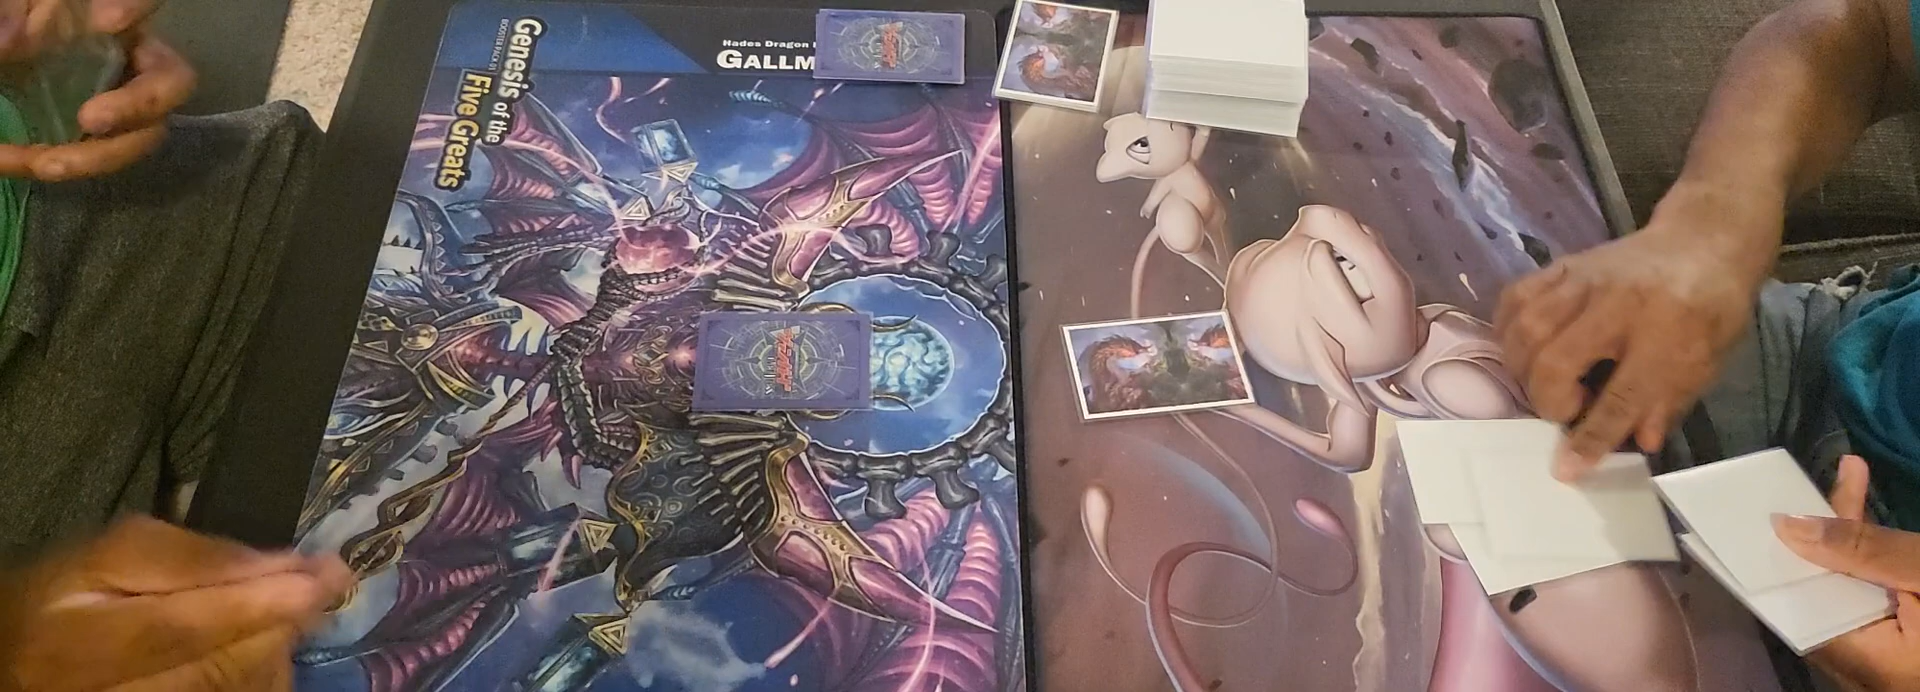 Genesis of the
BOOSTER PACK 01
Five Greats
Hades Dragon
GALLM